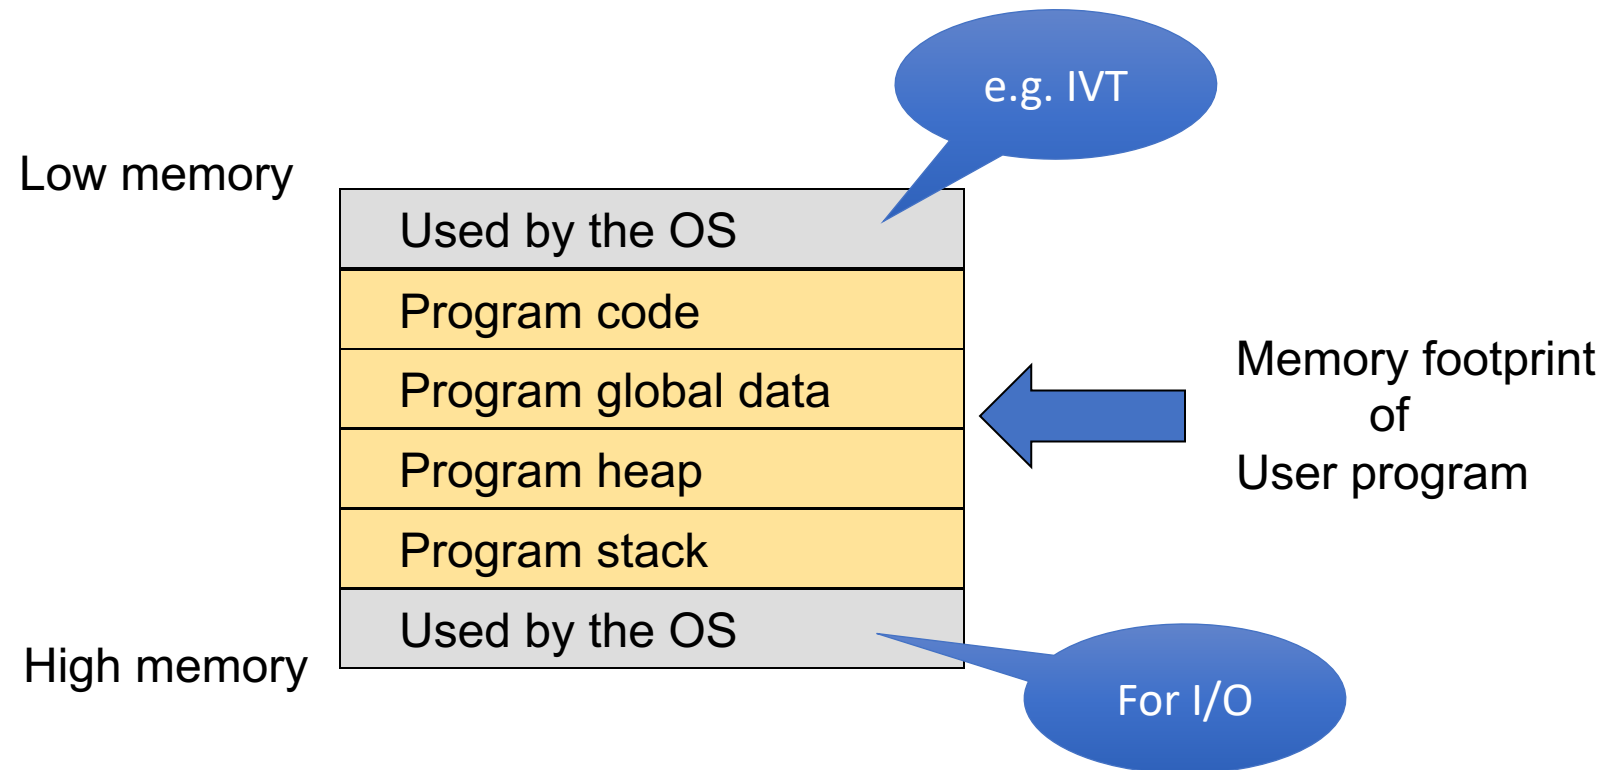 e.g. IVT
Low memory
Used by the OS
Program code
Program global data
Program heap
Program stack
Used by the OS
High memory
Memory footprint
of
User program
For I/O